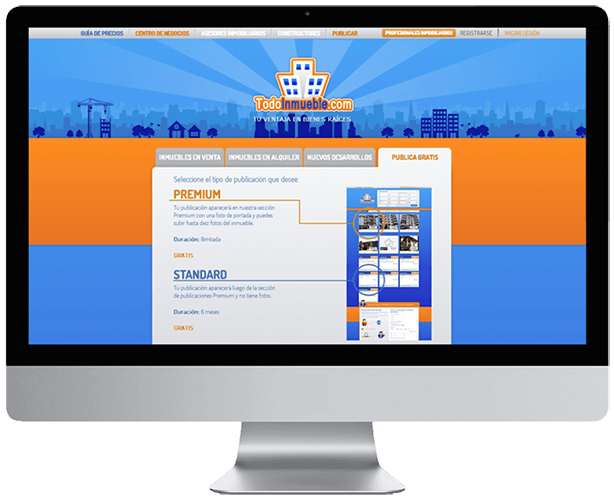 GUÍA DE PRECIOS CENTRO DE NEGOCIOS ASESORES INMOBILIARIOS CONSTRUCTORES PUBLICAR PROFESIONALES INMOBILIARIOS REGISTRARSE INICIAR SESIÓN
TodoInmueble.com
TU VENTAJA EN BIENES RAÍCES
INMUEBLES EN VENTA INMUEBLES EN ALQUILER NUEVOS DESARROLLOS PUBLICA GRATIS
Seleccione el tipo de publicación que desee
PREMIUM
Tu publicación aparecerá en nuestra sección
Premium con una foto de portada y puedes
subir hasta diez fotos del inmueble.
Duración: Ilimitada
GRATIS
STANDARD
Tu publicación aparecerá luego de la sección
de publicaciones Premium y no tiene fotos.
Duración: 8 meses
GRATIS